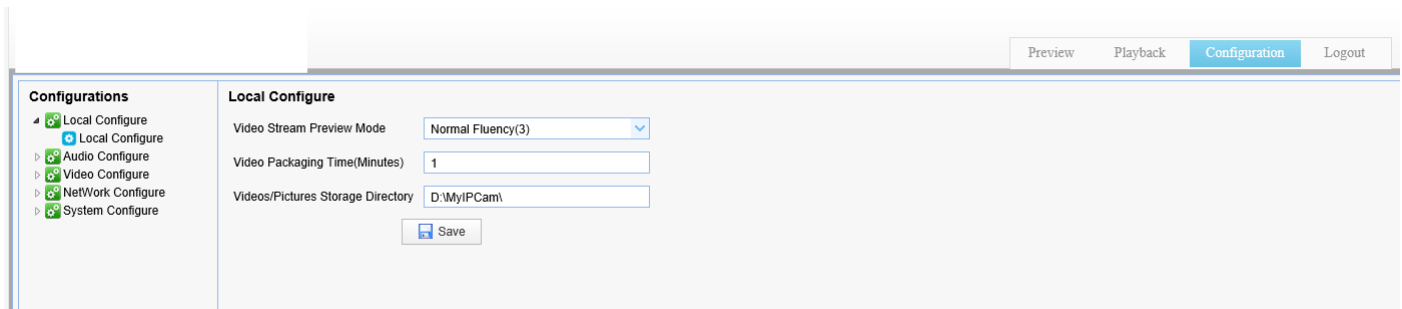 Preview Playback Configuration Logout
Configurations
Local Configure
Local Configure
Audio Configure
Video Configure
NetWork Configure
System Configure
Local Configure
Video Stream Preview Mode Normal Fluency(3)
Video Packaging Time(Minutes) 1
Videos/Pictures Storage Directory D:\MyIPCam\
Save